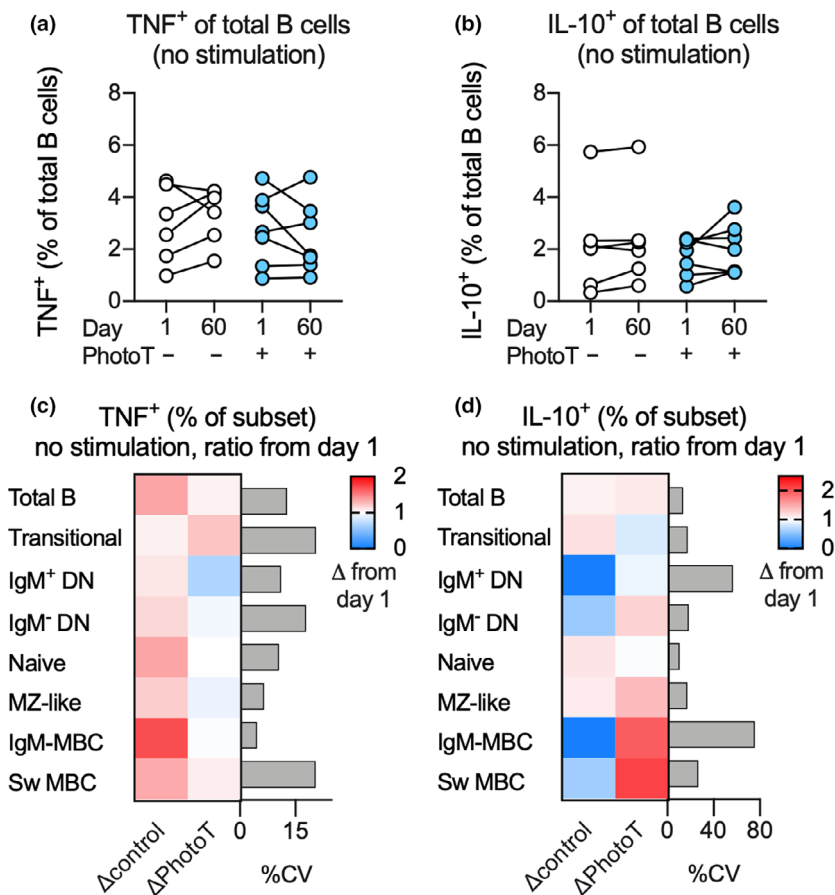 (a) TNF⁺ of total B cells
(no stimulation)
TNF⁺ (% of total B cells)
8
6
4
2
0
Day 1 60 1 60
PhotoT – – + +
(b) IL-10⁺ of total B cells
(no stimulation)
IL-10⁺ (% of total B cells)
8
6
4
2
0
Day 1 60 1 60
PhotoT – – + +
(c) TNF⁺ (% of subset)
no stimulation, ratio from day 1
Total B
Transitional
IgM⁺ DN
IgM⁻ DN
Naive
MZ-like
IgM-MBC
Sw MBC
Δcontrol ΔPhotoT
0 15
%CV
2
1
0
Δ from
day 1
(d) IL-10⁺ (% of subset)
no stimulation, ratio from day 1
Total B
Transitional
IgM⁺ DN
IgM⁻ DN
Naive
MZ-like
IgM-MBC
Sw MBC
Δcontrol ΔPhotoT
0 40 80
%CV
2
1
0
Δ from
day 1